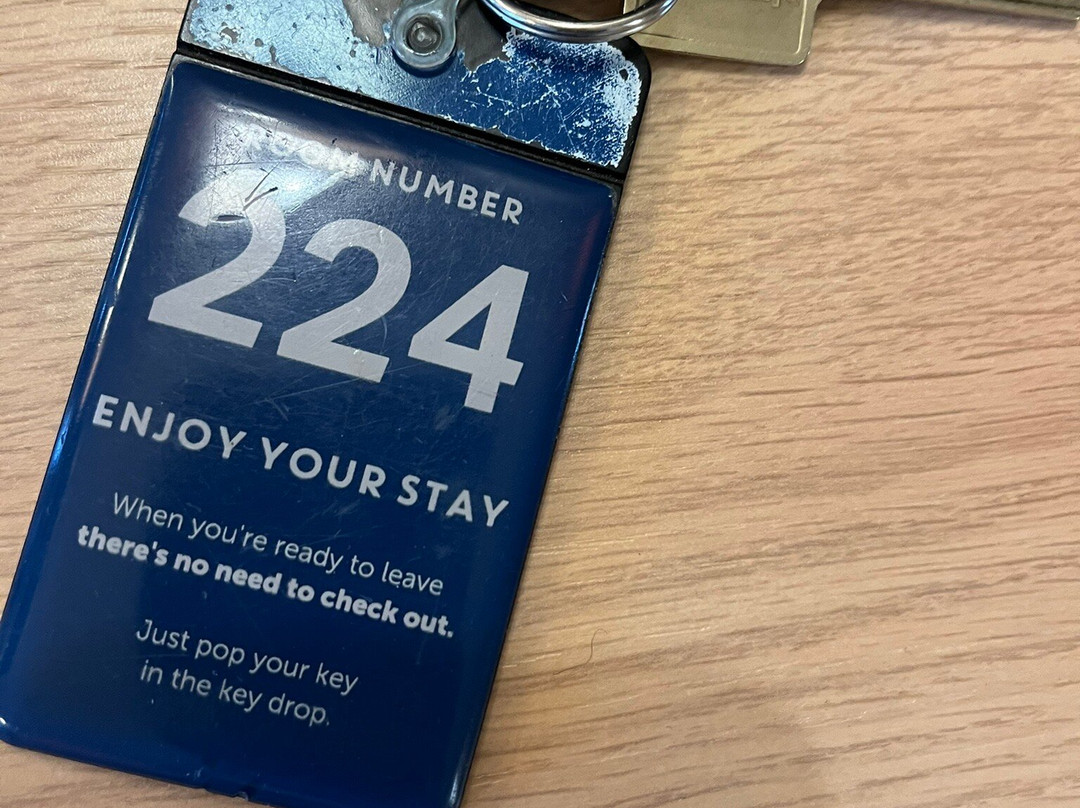 ROOM NUMBER
224
ENJOY YOUR STAY
When you're ready to leave
there's no need to check out.
Just pop your key
in the key drop.